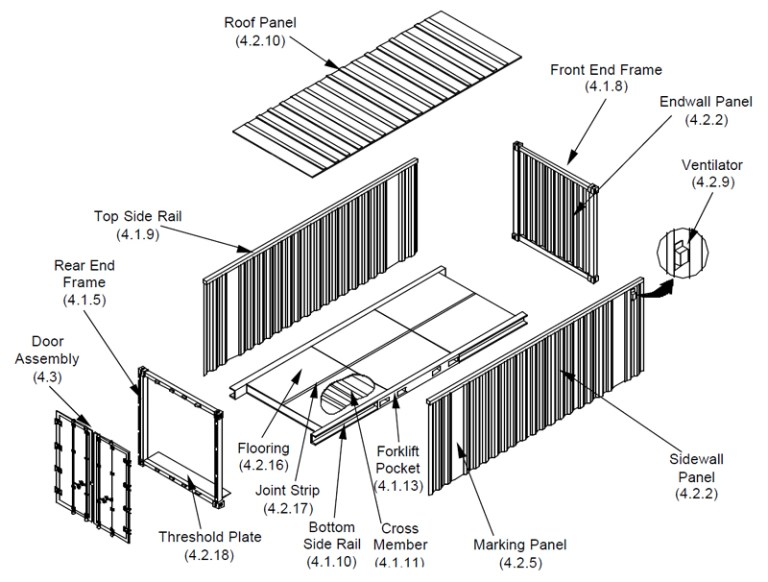 Roof Panel
(4.2.10)
Front End Frame
(4.1.8)
Endwall Panel
(4.2.2)
Ventilator
(4.2.9)
Top Side Rail
(4.1.9)
Rear End
Frame
(4.1.5)
Door
Assembly
(4.3)
Flooring
(4.2.16)
Joint Strip
(4.2.17)
Forklift
Pocket
(4.1.13)
Sidewall
Panel
(4.2.2)
Threshold Plate
(4.2.18)
Bottom
Side Rail
(4.1.10)
Cross
Member
(4.1.11)
Marking Panel
(4.2.5)